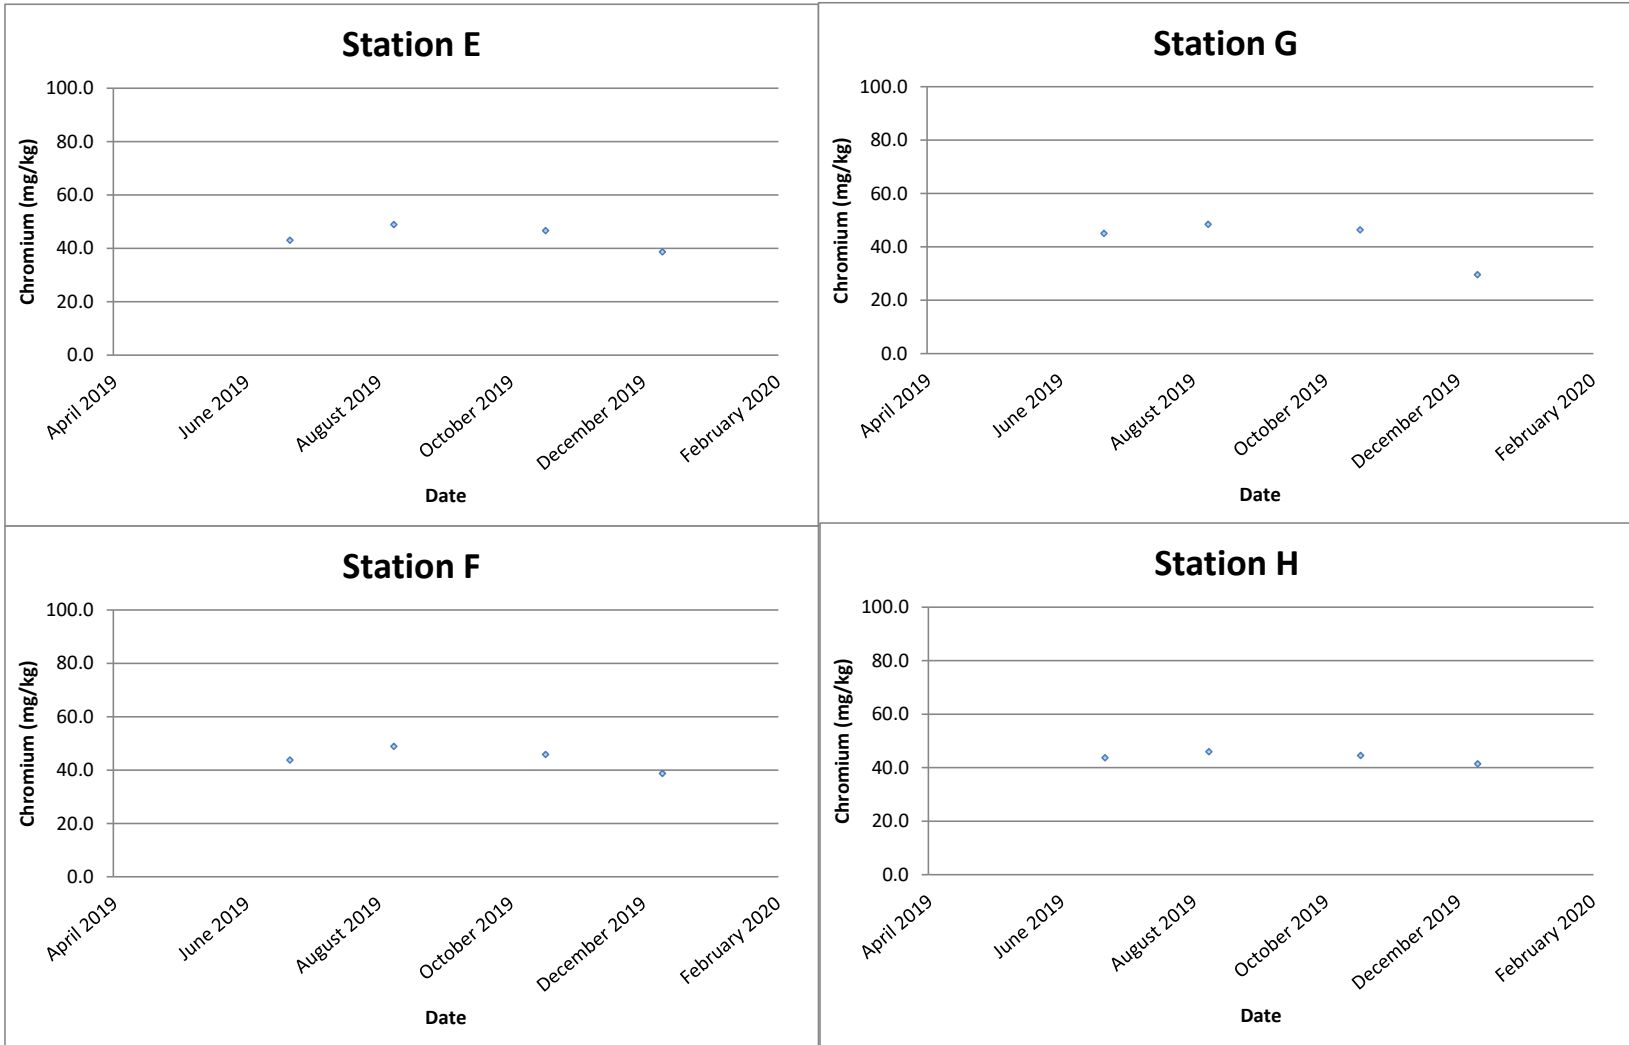 Station E
100.0
80.0
60.0
40.0
20.0
0.0
Chromium (mg/kg)
April 2019
June 2019
August 2019
October 2019
December 2019
February 2020
Date
Station G
100.0
80.0
60.0
40.0
20.0
0.0
Chromium (mg/kg)
April 2019
June 2019
August 2019
October 2019
December 2019
February 2020
Date
Station F
100.0
80.0
60.0
40.0
20.0
0.0
Chromium (mg/kg)
April 2019
June 2019
August 2019
October 2019
December 2019
February 2020
Date
Station H
100.0
80.0
60.0
40.0
20.0
0.0
Chromium (mg/kg)
April 2019
June 2019
August 2019
October 2019
December 2019
February 2020
Date